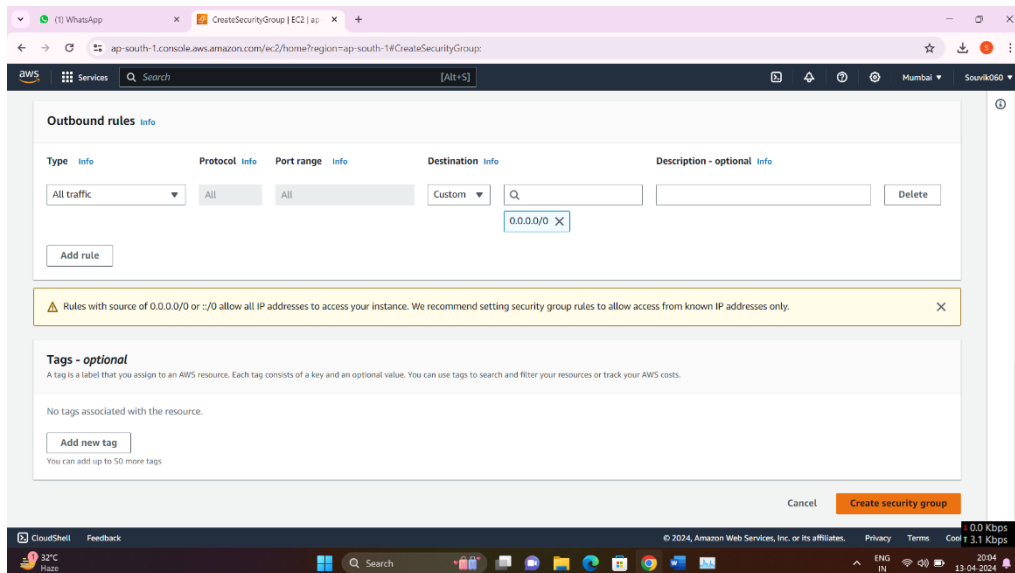 (1) WhatsApp
CreateSecurityGroup | EC2 | ap
ap-south-1.console.aws.amazon.com/ec2/home?region=ap-south-1#CreateSecurityGroup:
S
aws Services Search [Alt+S] Mumbai Souvik060
Outbound rules Info
Type Info Protocol Info Port range Info Destination Info Description - optional Info
All traffic All All Custom Delete
0.0.0.0/0
Add rule
Rules with source of 0.0.0.0/0 or ::/0 allow all IP addresses to access your instance. We recommend setting security group rules to allow access from known IP addresses only.
Tags - optional
A tag is a label that you assign to an AWS resource. Each tag consists of a key and an optional value. You can use tags to search and filter your resources or track your AWS costs.
No tags associated with the resource.
Add new tag
You can add up to 50 more tags
Cancel Create security group
0.0 Kbps
CloudShell Feedback © 2024, Amazon Web Services, Inc. or its affiliates. Privacy Terms Cool 3.1 Kbps
1 32°C Search ENG 20:04
Haze IN 13-04-2024